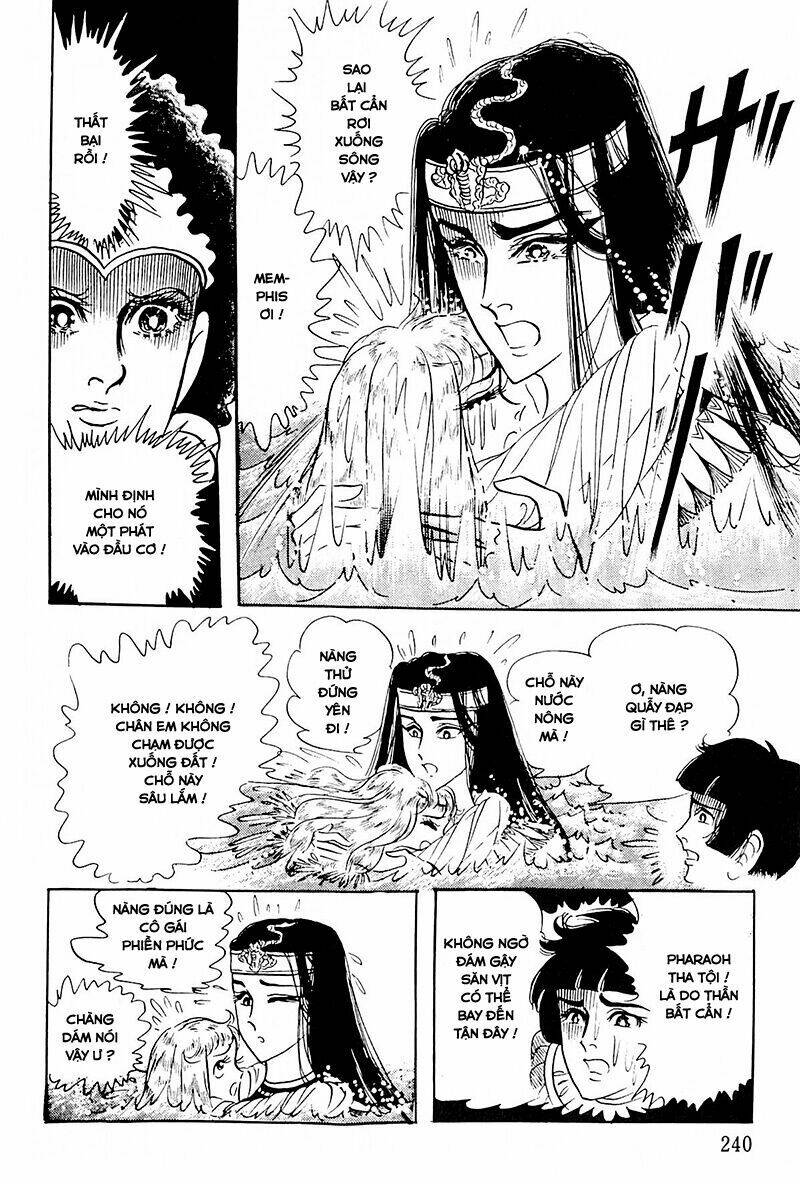 SAO
LẠI
BẤT CẨN
RƠI
XUỐNG
SÔNG
VẬY ?
MEM-
PHIS
ƠI !
ザザ
THẤT
BẠI
RỒI !
MÌNH ĐỊNH
CHO NÓ
MỘT PHÁT
VÀO ĐẦU CƠ !
Ơ, NÀNG
QUẪY ĐẠP
GÌ THẾ ?
CHỖ NÀY
NƯỚC
NÔNG
MÀ !
NÀNG
THỬ
ĐỨNG
YÊN
ĐI !
KHÔNG ! KHÔNG !
CHÂN EM KHÔNG
CHẠM ĐƯỢC
XUỐNG ĐẤT !
CHỖ NÀY
SÂU LẮM !
PHARAOH
THA TỘI !
LÀ DO THẦN
BẤT CẨN !
KHÔNG NGỜ
ĐÁM GẬY
SĂN VỊT
CÓ THỂ
BAY ĐẾN
TẬN ĐÂY !
NÀNG ĐÚNG LÀ
CÔ GÁI
PHIỀN PHỨC
MÀ !
CHÀNG
DÁM NÓI
VẬY Ư ?
240